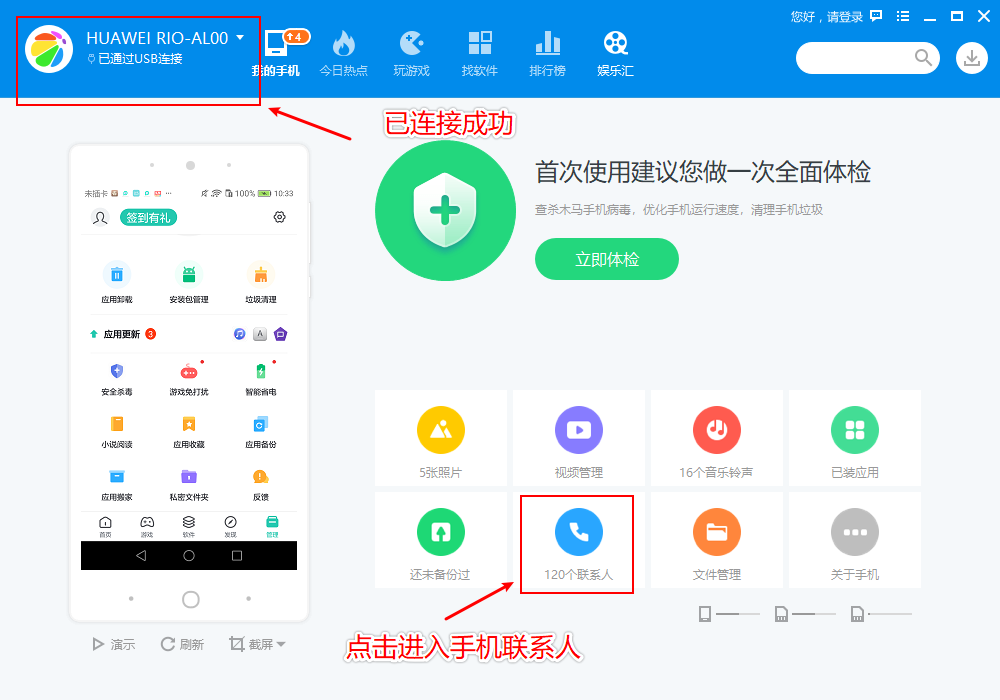 您好，请登录
HUAWEI RIO-AL00
已通过USB连接
4
我的手机
今日热点
玩游戏
找软件
排行榜
娱乐汇
已连接成功
未插卡
100%
10:33
签到有礼
应用卸载
安装包管理
垃圾清理
应用更新
3
A
安全杀毒
游戏免打扰
智能省电
小说阅读
应用收藏
应用备份
应用搬家
私密文件夹
反馈
首页
游戏
软件
发现
管理
演示
刷新
截屏
首次使用建议您做一次全面体检
查杀木马手机病毒，优化手机运行速度，清理手机垃圾
立即体检
5张照片
视频管理
16个音乐铃声
已装应用
还未备份过
120个联系人
文件管理
关于手机
点击进入手机联系人